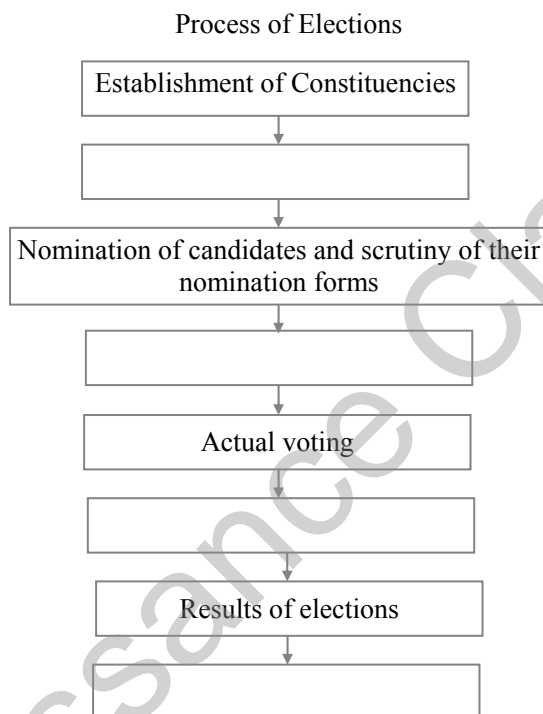 Process of Elections
Establishment of Constituencies
Nomination of candidates and scrutiny of their
nomination forms
Actual voting
Results of elections